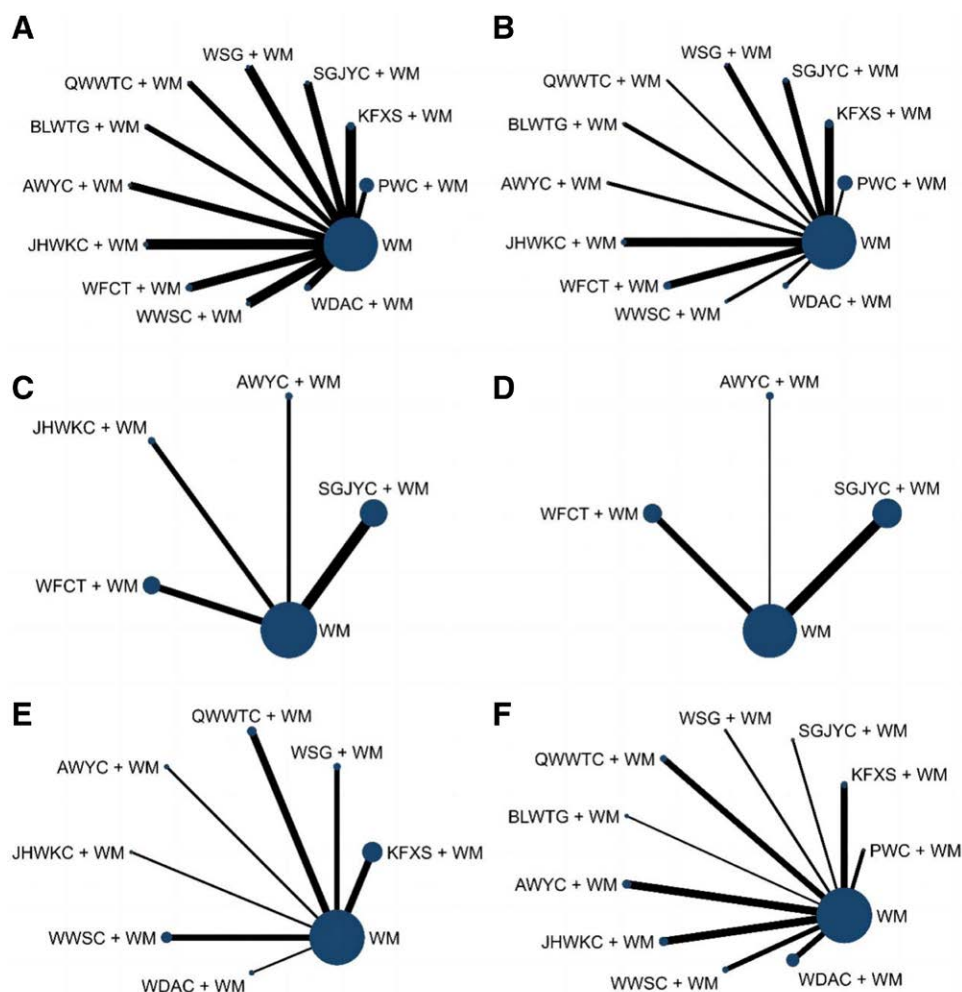 A
WSG + WM
SGJYC + WM
QWWTC + WM
KFXS + WM
BLWTG + WM
PWC + WM
AWYC + WM
JHWKC + WM
WM
WFCT + WM
WWSC + WM
WDAC + WM
B
WSG + WM
SGJYC + WM
QWWTC + WM
KFXS + WM
BLWTG + WM
PWC + WM
AWYC + WM
JHWKC + WM
WM
WFCT + WM
WWSC + WM
WDAC + WM
C
AWYC + WM
JHWKC + WM
SGJYC + WM
WFCT + WM
WM
D
AWYC + WM
SGJYC + WM
WFCT + WM
WM
E
QWWTC + WM
WSG + WM
AWYC + WM
JHWKC + WM
KFXS + WM
WWSC + WM
WM
WDAC + WM
F
WSG + WM
SGJYC + WM
QWWTC + WM
KFXS + WM
BLWTG + WM
PWC + WM
AWYC + WM
WM
JHWKC + WM
WWSC + WM
WDAC + WM